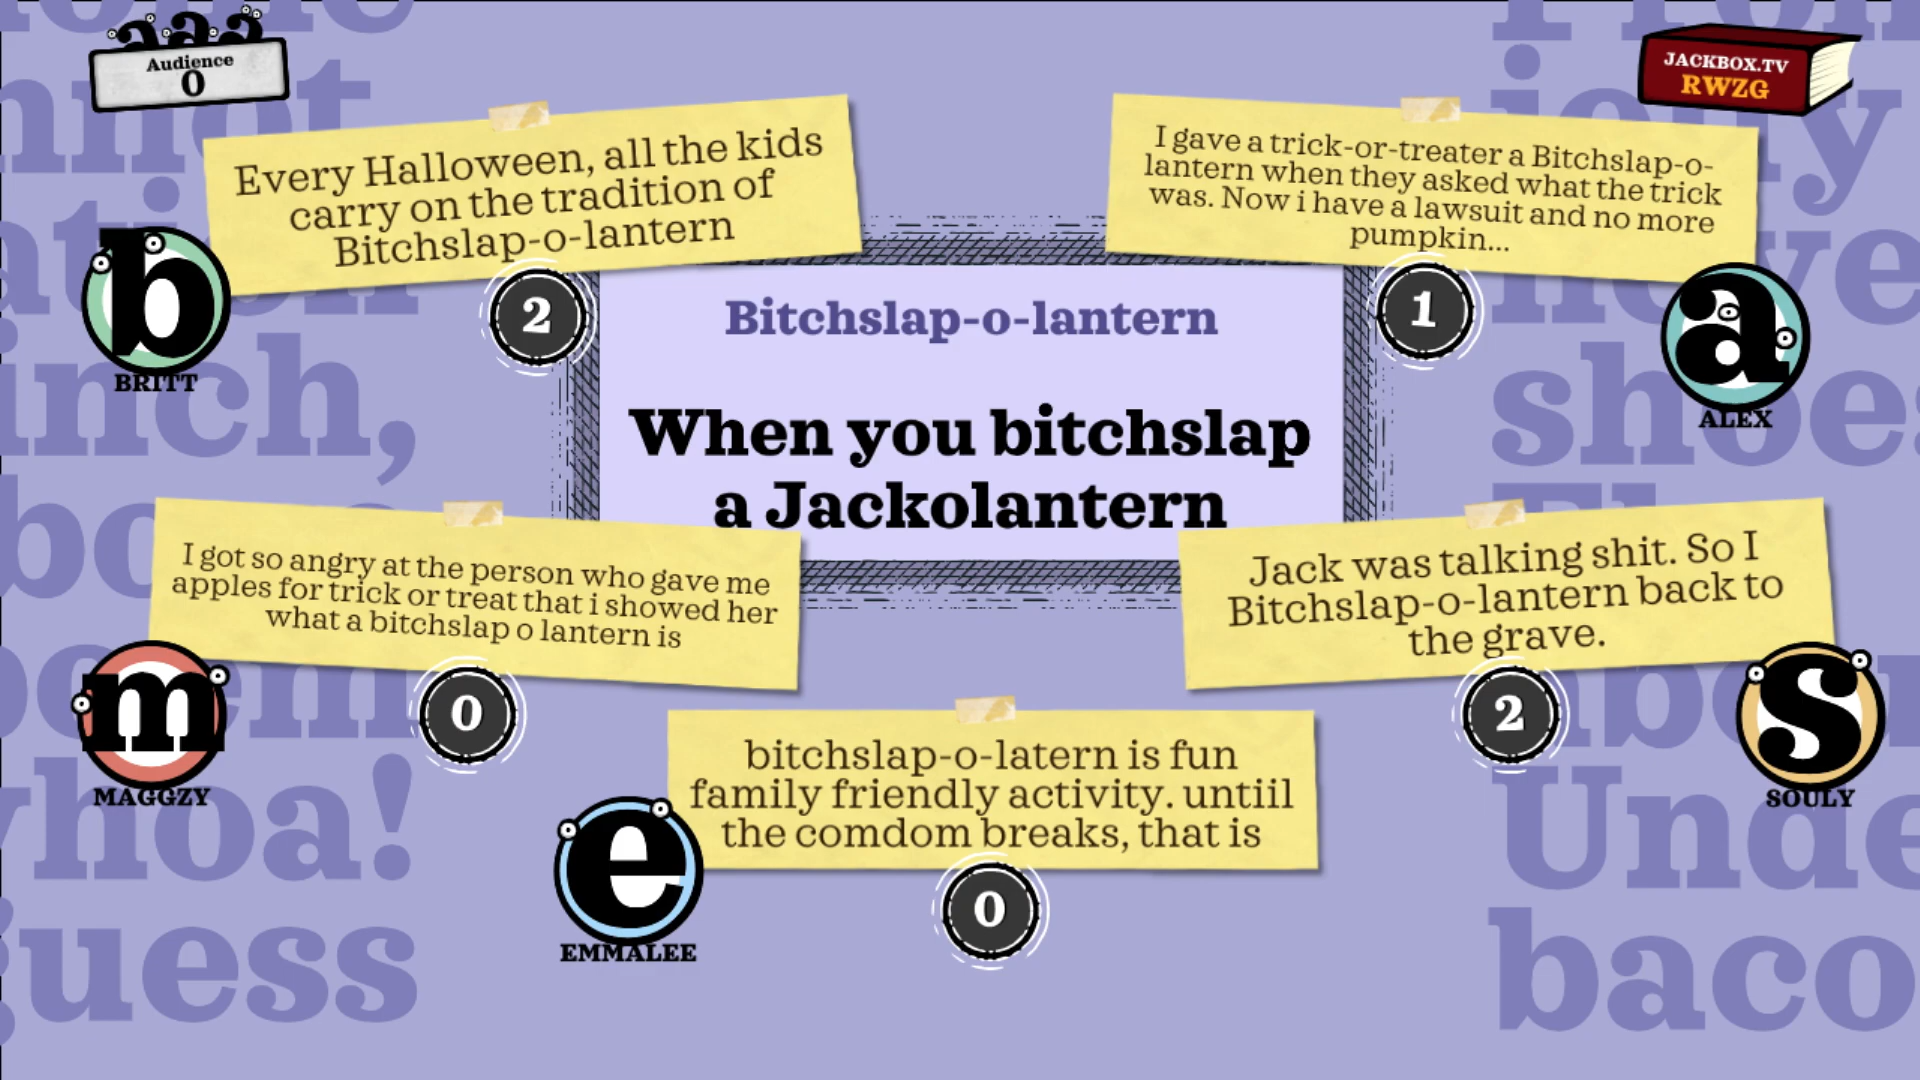 Audience
0
JACKBOX.TV
RWZG
Every Halloween, all the kids
carry on the tradition of
Bitchslap-o-lantern
2
b
BRITT
I gave a trick-or-treater a Bitchslap-o-
lantern when they asked what the trick
was. Now i have a lawsuit and no more
pumpkin...
1
a
ALEX
Bitchslap-o-lantern
When you bitchslap
a Jackolantern
I got so angry at the person who gave me
apples for trick or treat that i showed her
what a bitchslap o lantern is
0
m
MAGGZY
Jack was talking shit. So I
Bitchslap-o-lantern back to
the grave.
2
s
SOULY
bitchslap-o-latern is fun
family friendly activity. untiil
the comdom breaks, that is
0
e
EMMALEE
inch,
whoa!
guess